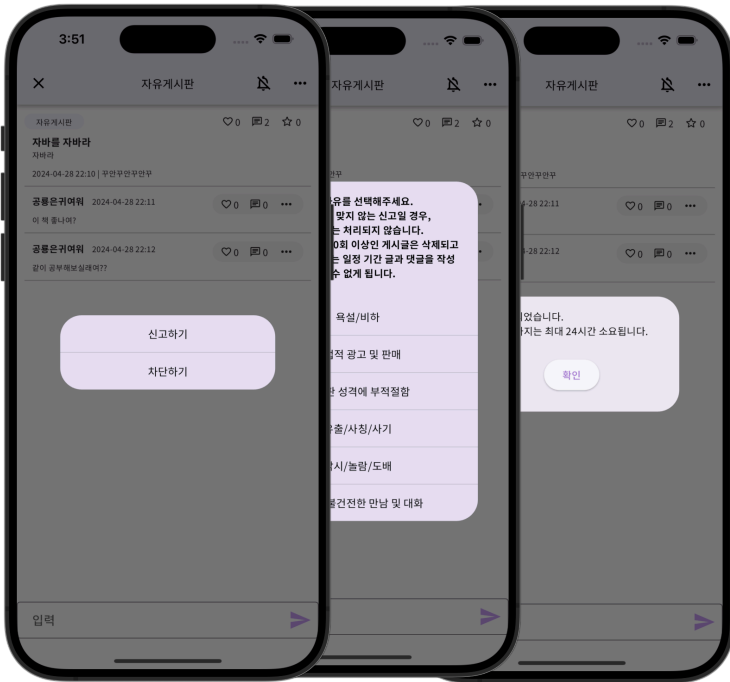 3:51
자유게시판
자유게시판
0 2 0
자바를 자바라
자바라
2024-04-28 22:10 | 꾸안꾸안꾸안꾸
공룡은귀여워 2024-04-28 22:11
0 0
이 책 좋나여?
공룡은귀여워 2024-04-28 22:12
0 0
같이 공부해보실래여??
신고하기
차단하기
입력
자유게시판
0 2 0
안꾸
유를 선택해주세요.
맞지 않는 신고일 경우,
는 처리되지 않습니다.
0회 이상인 게시글은 삭제되고
는 일정 기간 글과 댓글을 작성
수 없게 됩니다.
욕설/비하
적 광고 및 판매
판 성격에 부적절함
유출/사칭/사기
낚시/놀람/도배
불건전한 만남 및 대화
자유게시판
0 2 0
꾸안꾸안꾸
4-28 22:11
0 0
4-28 22:12
0 0
되었습니다.
까지는 최대 24시간 소요됩니다.
확인